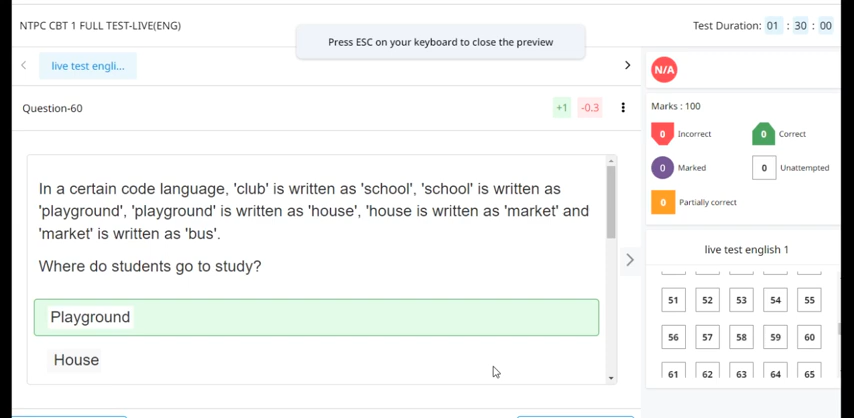 NTPC CBT 1 FULL TEST-LIVE(ENG)
Press ESC on your keyboard to close the preview
Test Duration: 01 : 30 : 00
live test engli...
N/A
Question-60
+1 -0.3
Marks : 100
0 Incorrect
0 Correct
0 Marked
0 Unattempted
0 Partially correct
In a certain code language, 'club' is written as 'school', 'school' is written as
'playground', 'playground' is written as 'house', 'house is written as 'market' and
'market' is written as 'bus'.
Where do students go to study?
Playground
House
live test english 1
51 52 53 54 55
56 57 58 59 60
61 62 63 64 65